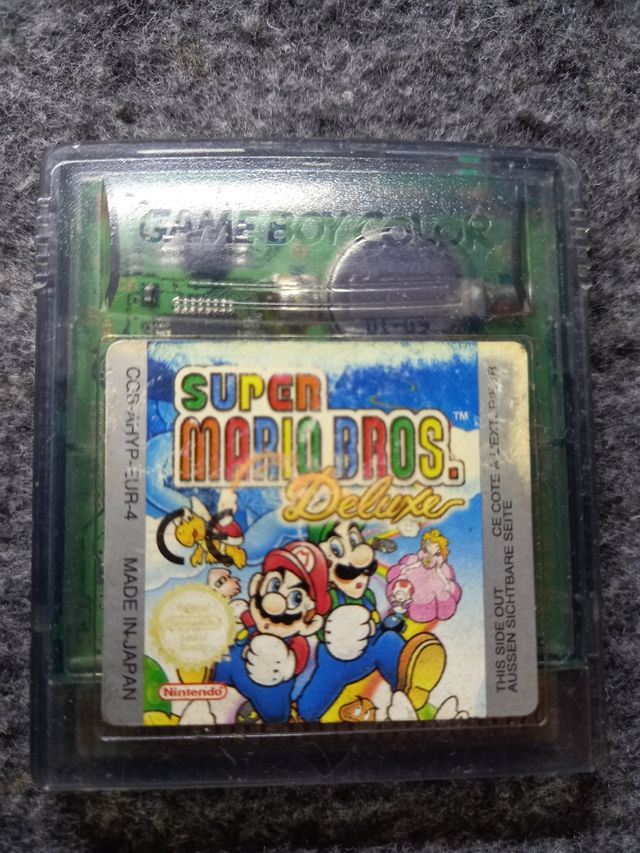 GAME BOY COLOR
SUPER
MARIO BROS.
TM
Deluxe
CGB-AHYP-EUR-4 MADE IN JAPAN
THIS SIDE OUT CE COTE A L'EXTERIEUR
AUSSEN SICHTBARE SEITE
CE
Nintendo